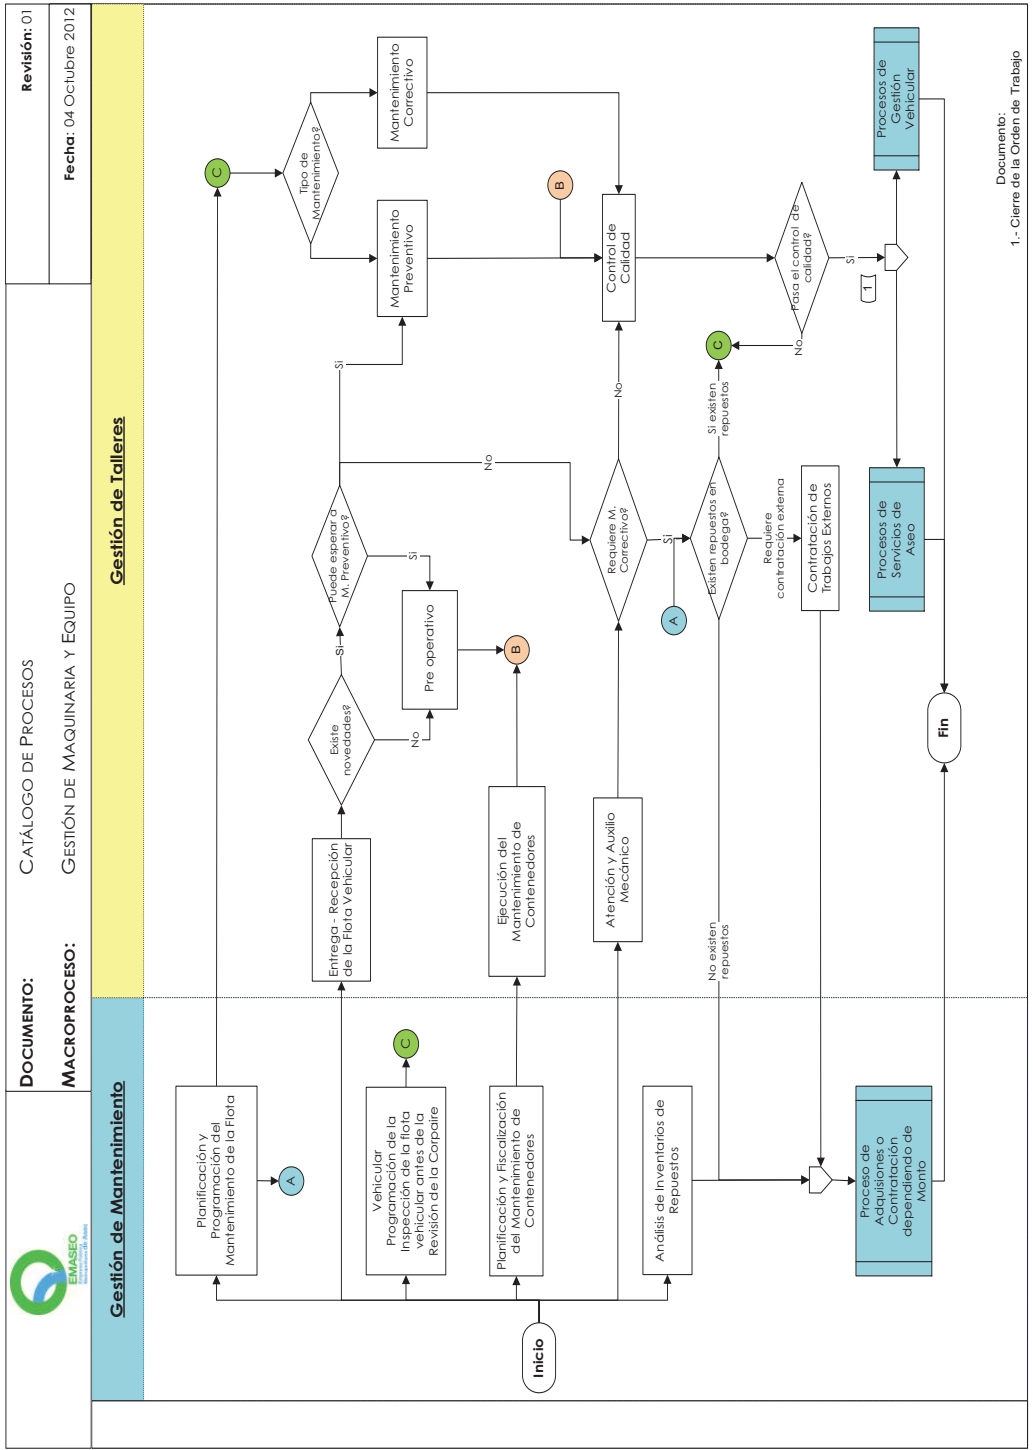 EMASEO
DOCUMENTO:
CATÁLOGO DE PROCESOS
Revisión: 01
MACROPROCESO:
GESTIÓN DE MAQUINARIA Y EQUIPO
Fecha: 04 Octubre 2012
Gestión de Mantenimiento
Gestión de Talleres
Inicio
Planificación y
Programación del
Mantenimiento de la Flota
A
Vehicular
Programación de la
Inspección de la flota
vehicular antes de la
Revisión de la Corpaire
C
Planificación y Fiscalización
del Mantenimiento de
Contenedores
Análisis de Inventarios de
Repuestos
Proceso de
Adquisiones o
Contratación
dependiendo de
Monto
Entrega - Recepción
de la Flota Vehicular
Existe
novedades?
Si
No
Puede esperar a
M. Preventivo?
Si
Si
No
Pre operativo
B
Ejecución del
Mantenimiento de
Contenedores
Atención y Auxilio
Mecánico
Requiere M.
Correctivo?
No
Si
A
Existen repuestos en
bodega?
No existen
repuestos
Si existen
repuestos
C
Requiere
contratación externa
Contratación de
Trabajos Externos
C
Tipo de
Mantenimiento?
Mantenimiento
Preventivo
Mantenimiento
Correctivo
B
Control de
Calidad
Pasa el control de
calidad?
No
Si
1
Procesos de
Servicios de
Aseo
Procesos de
Gestión
Vehicular
Fin
Documento:
1.- Cierre de la Orden de Trabajo